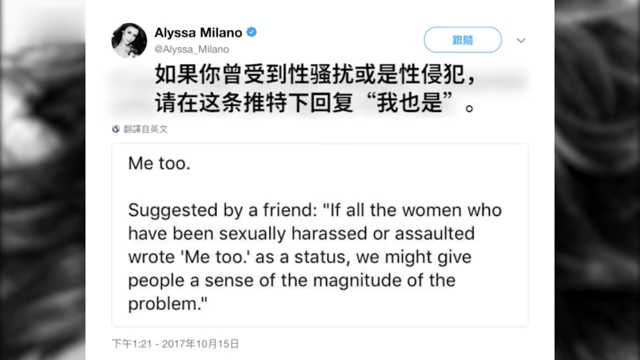 Alyssa Milano
@Alyssa_Milano
跟隨
如果你曾受到性骚扰或是性侵犯，
请在这条推特下回复“我也是”。
翻譯自英文
Me too.
Suggested by a friend: "If all the women who
have been sexually harassed or assaulted
wrote 'Me too.' as a status, we might give
people a sense of the magnitude of the
problem."
下午1:21 - 2017年10月15日